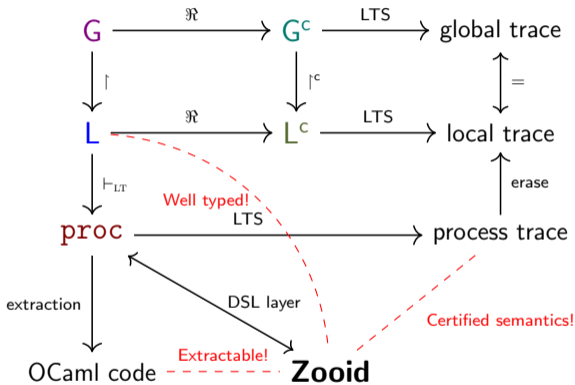 G ℜ Gᶜ LTS global trace
↾ ↾ᶜ =
L ℜ Lᶜ LTS local trace
⊢LT erase
Well typed!
LTS
proc process trace
extraction DSL layer
Certified semantics!
Extractable!
OCaml code Zooid